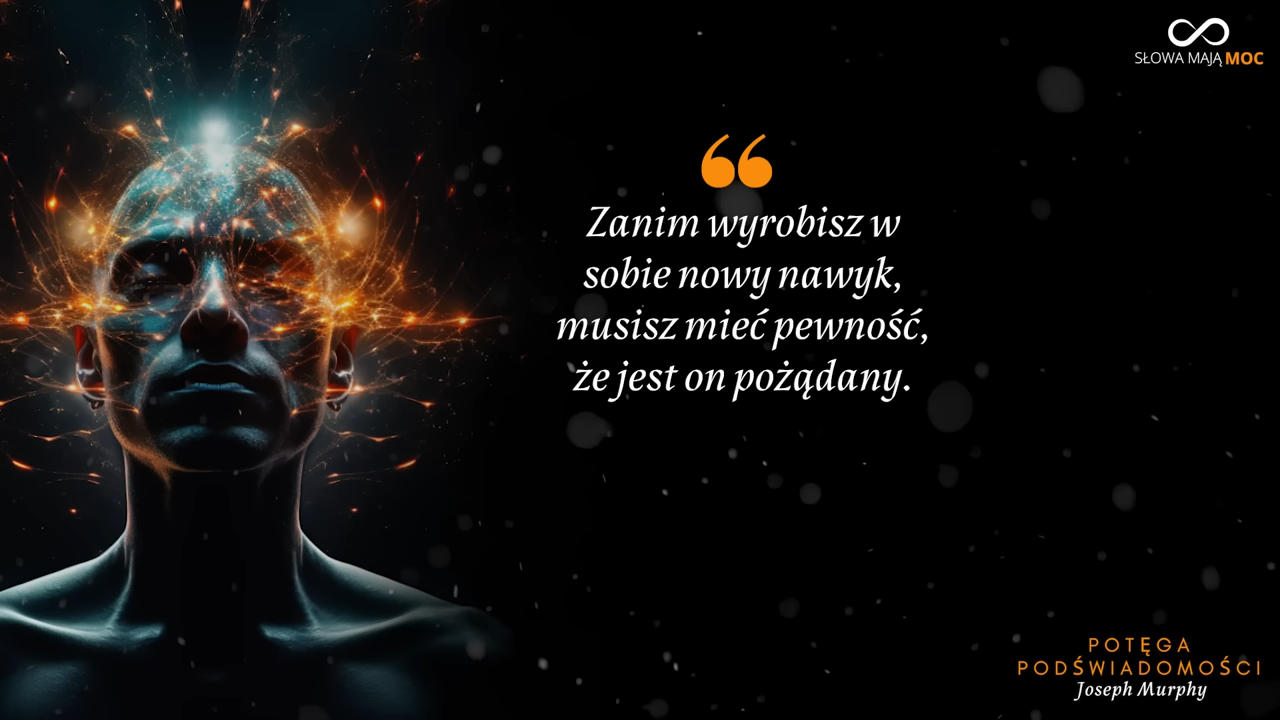 SŁOWA MAJĄ MOC
“
Zanim wyrobisz w
sobie nowy nawyk,
musisz mieć pewność,
że jest on pożądany.
POTĘGA
PODŚWIADOMOŚCI
Joseph Murphy